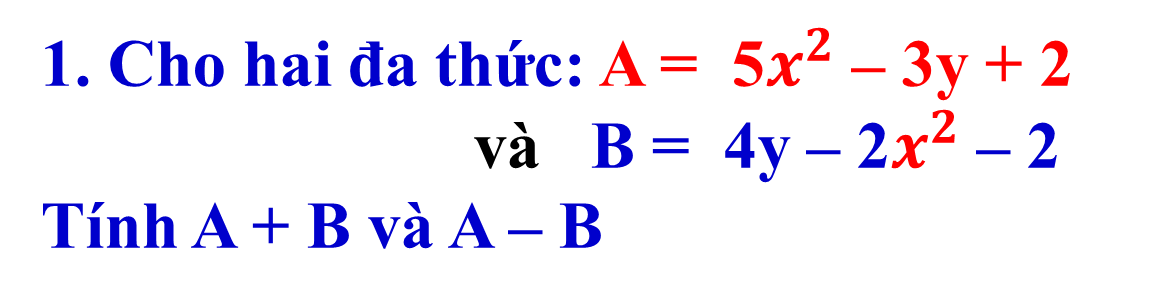 1. Cho hai đa thức: A = 5x² – 3y + 2
và B = 4y – 2x² – 2
Tính A + B và A – B